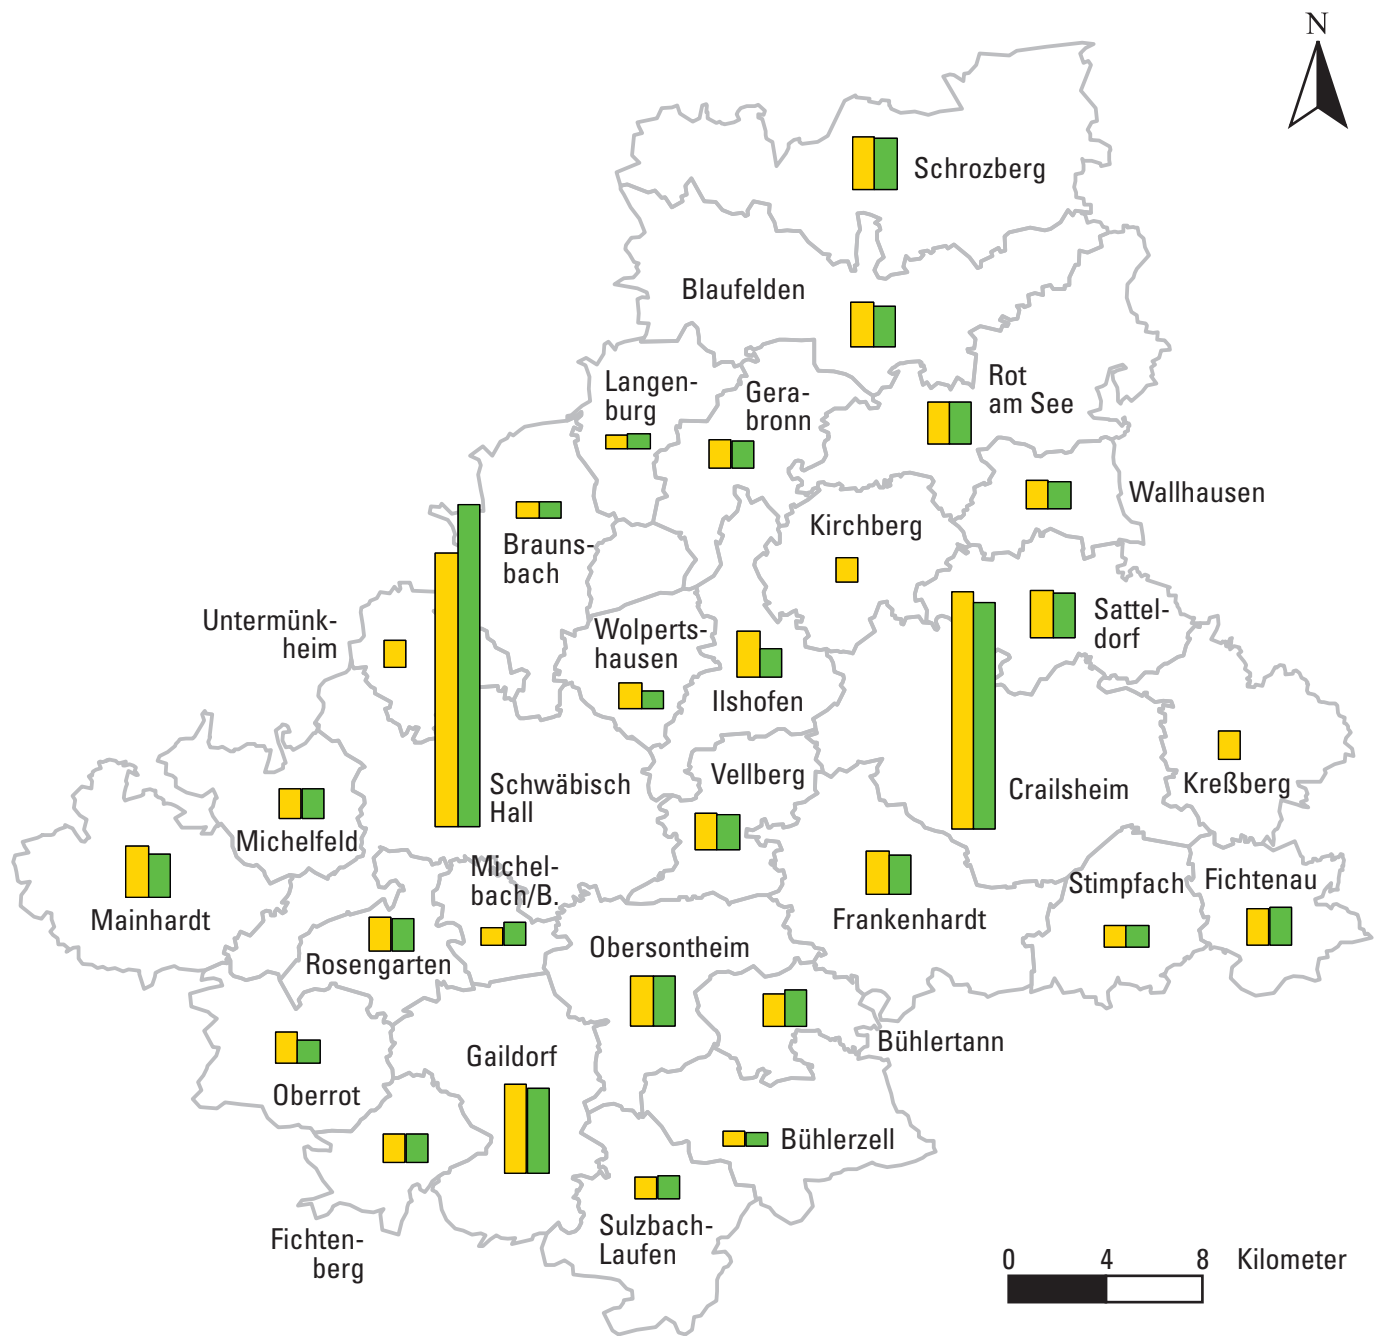 N
Schrozberg
Blaufelden
Rot
am See
Langen-
burg
Gera-
bronn
Wallhausen
Kirchberg
Brauns-
bach
Sattel-
dorf
Untermünk-
heim
Wolperts-
hausen
Ilshofen
Vellberg
Schwäbisch
Hall
Crailsheim
Kreßberg
Michelfeld
Michel-
bach/B.
Stimpfach
Fichtenau
Mainhardt
Frankenhardt
Rosengarten
Obersontheim
Bühlertann
Gaildorf
Oberrot
Bühlerzell
Sulzbach-
Laufen
Fichten-
berg
0 4 8 Kilometer